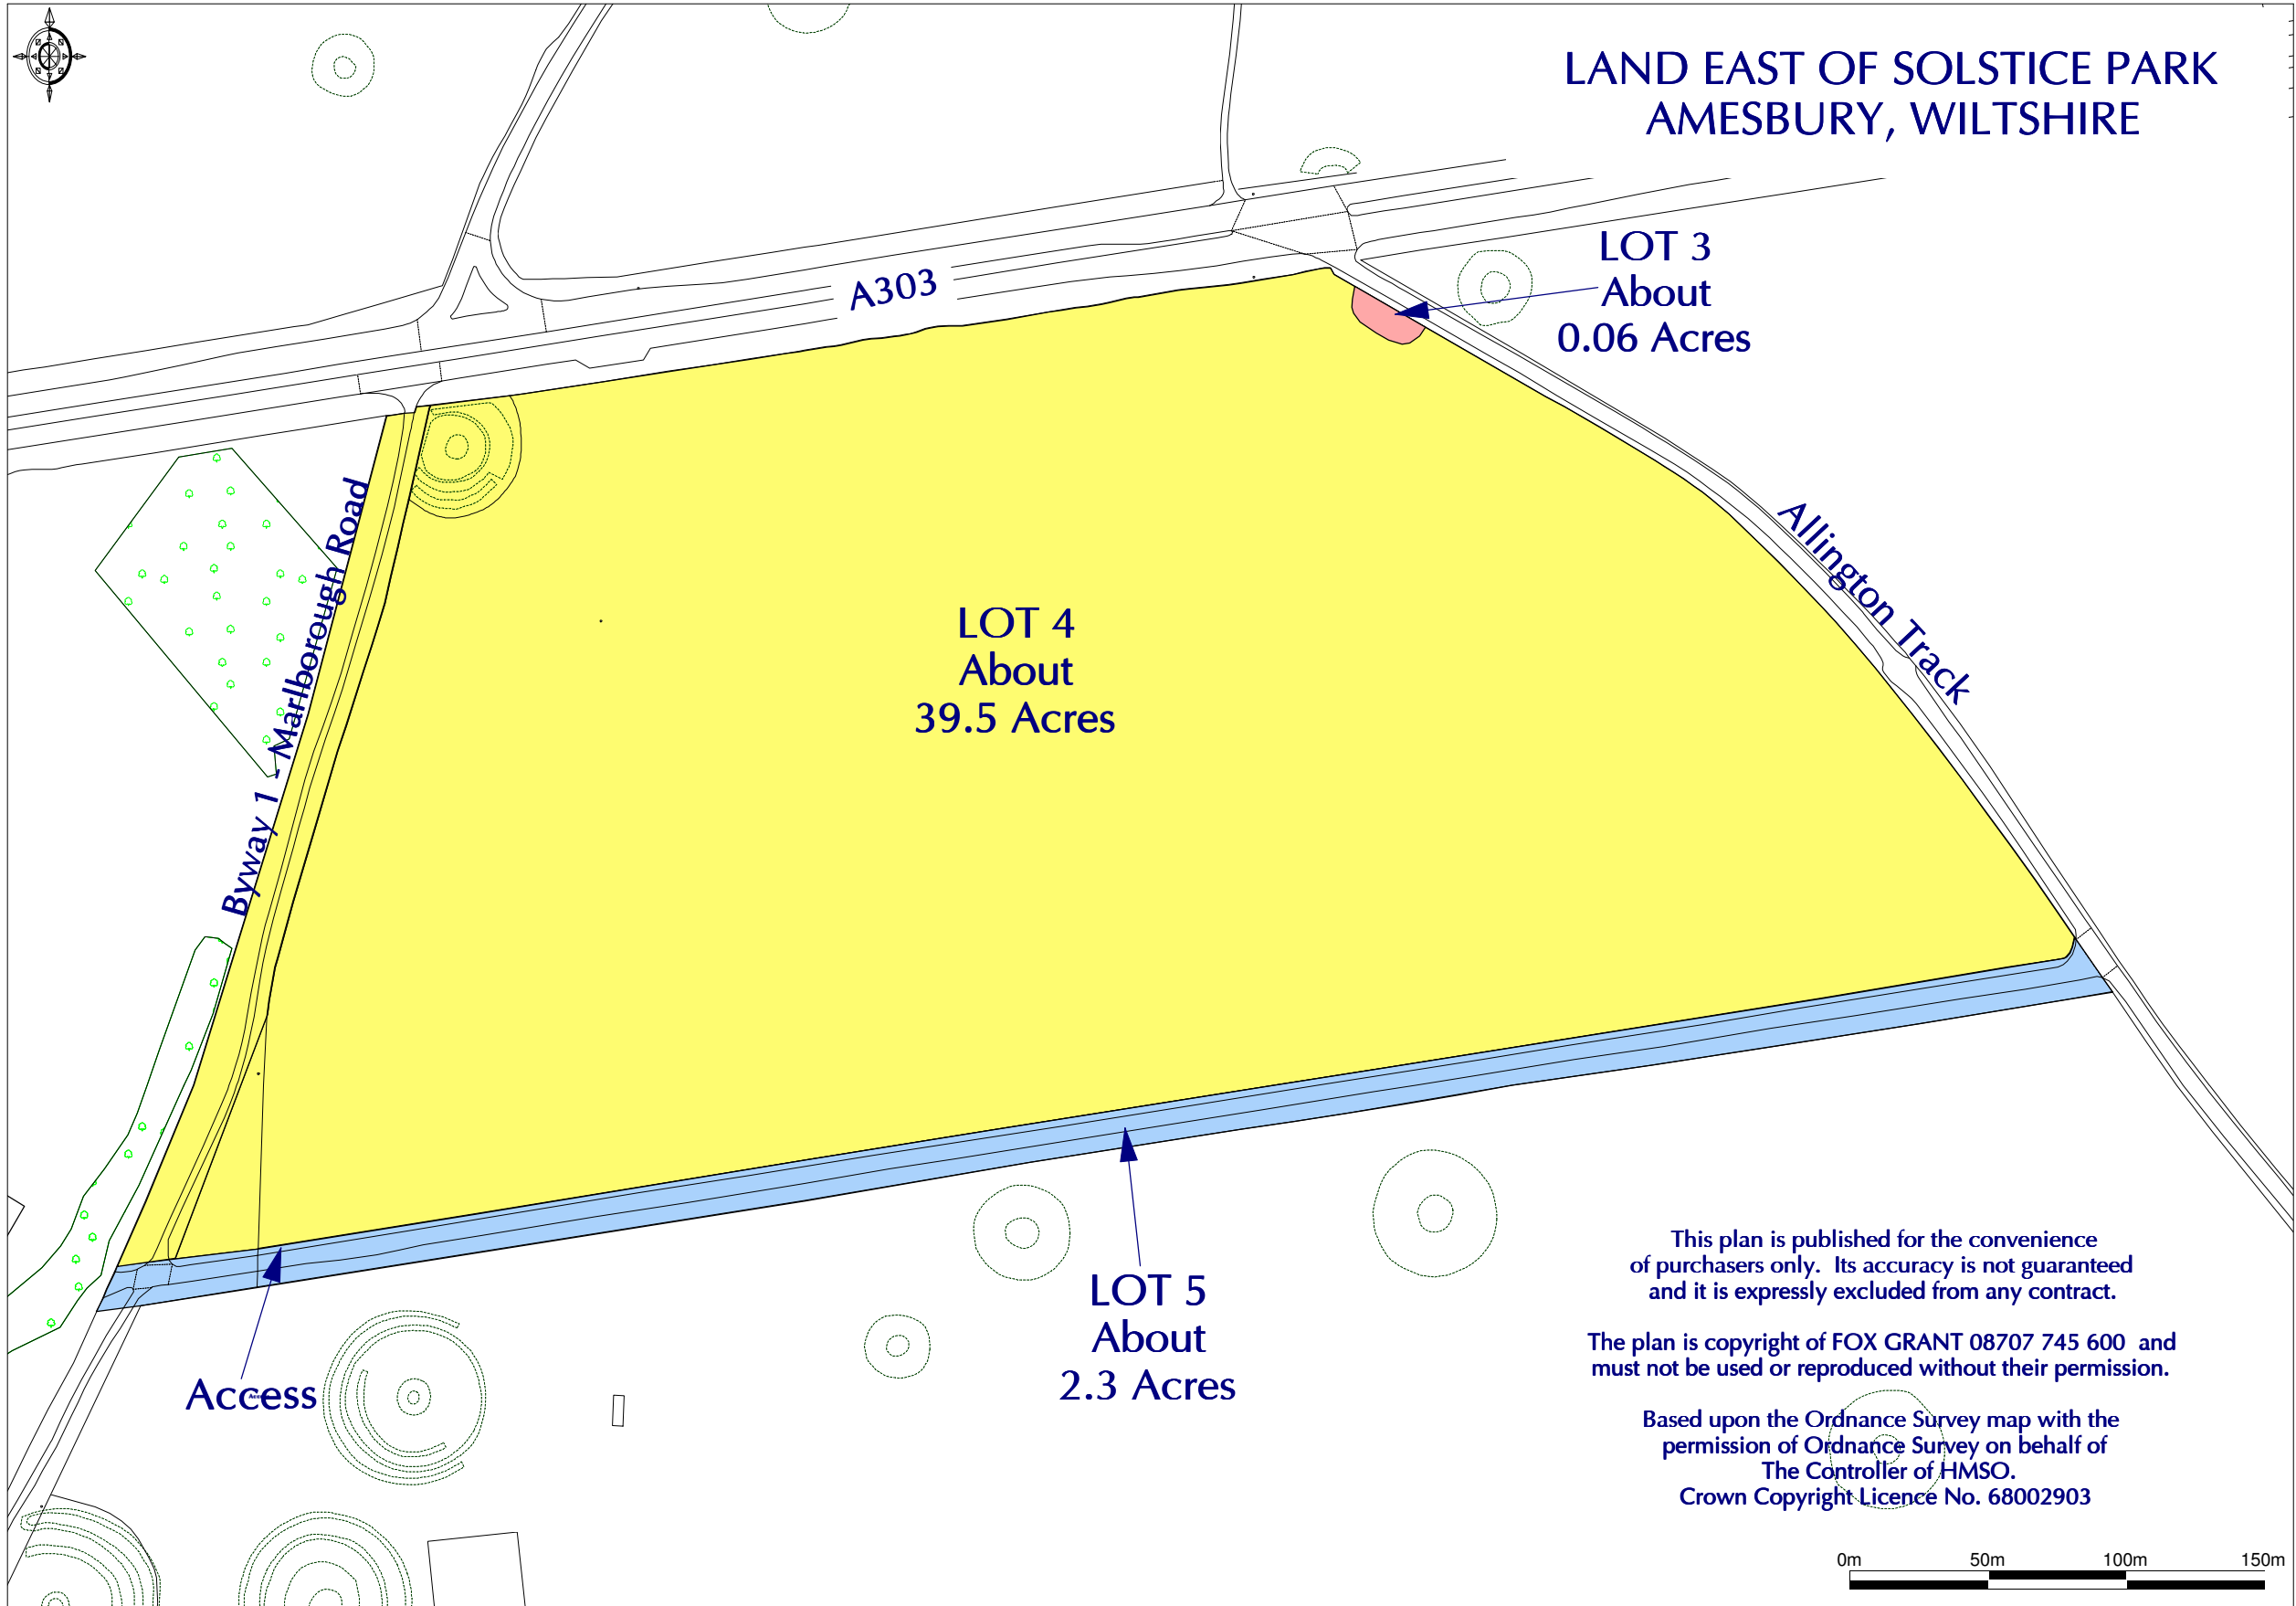 LAND EAST OF SOLSTICE PARK
AMESBURY, WILTSHIRE
A303
LOT 3
About
0.06 Acres
Byway 1 - Marlborough Road
LOT 4
About
39.5 Acres
Allington Track
LOT 5
About
2.3 Acres
Access
This plan is published for the convenience
of purchasers only. Its accuracy is not guaranteed
and it is expressly excluded from any contract.
The plan is copyright of FOX GRANT 08707 745 600 and
must not be used or reproduced without their permission.
Based upon the Ordnance Survey map with the
permission of Ordnance Survey on behalf of
The Controller of HMSO.
Crown Copyright Licence No. 68002903
0m 50m 100m 150m